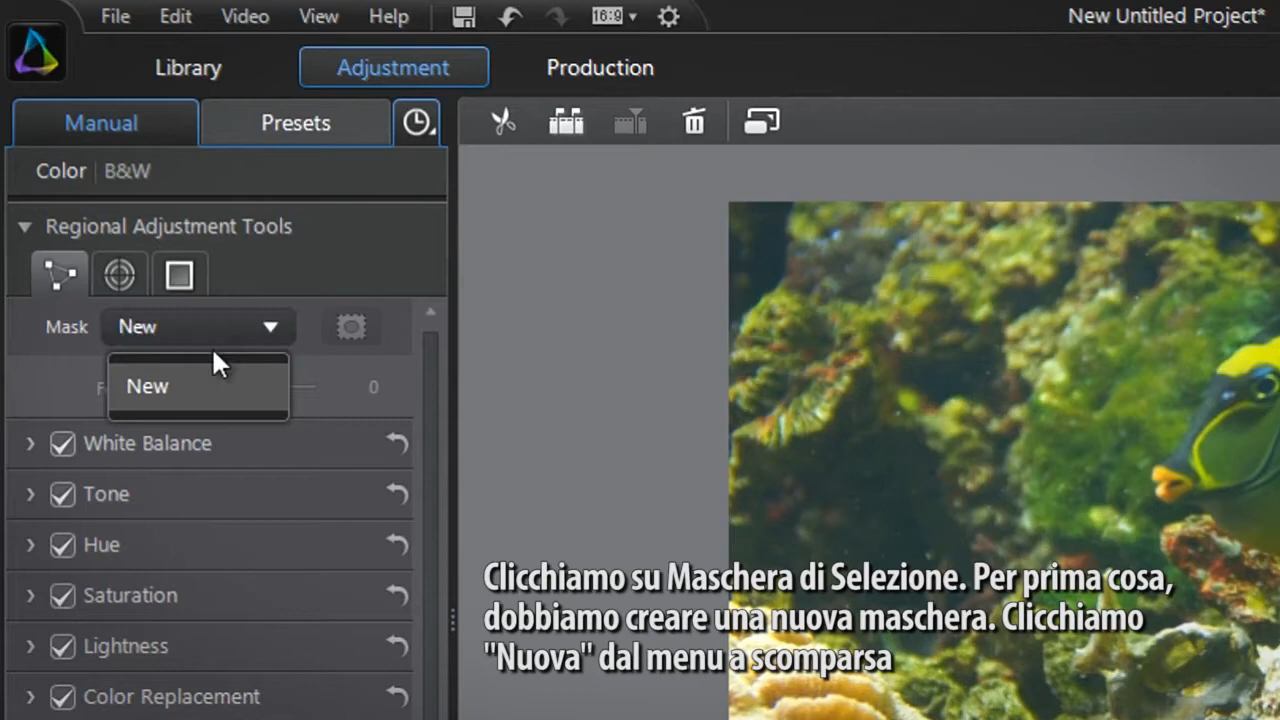 File Edit Video View Help 16:9 New Untitled Project*
Library Adjustment Production
Manual Presets
Color | B&W
Regional Adjustment Tools
Mask New
New
0
White Balance
Tone
Hue
Saturation
Lightness
Color Replacement
Clicchiamo su Maschera di Selezione. Per prima cosa,
dobbiamo creare una nuova maschera. Clicchiamo
"Nuova" dal menu a scomparsa